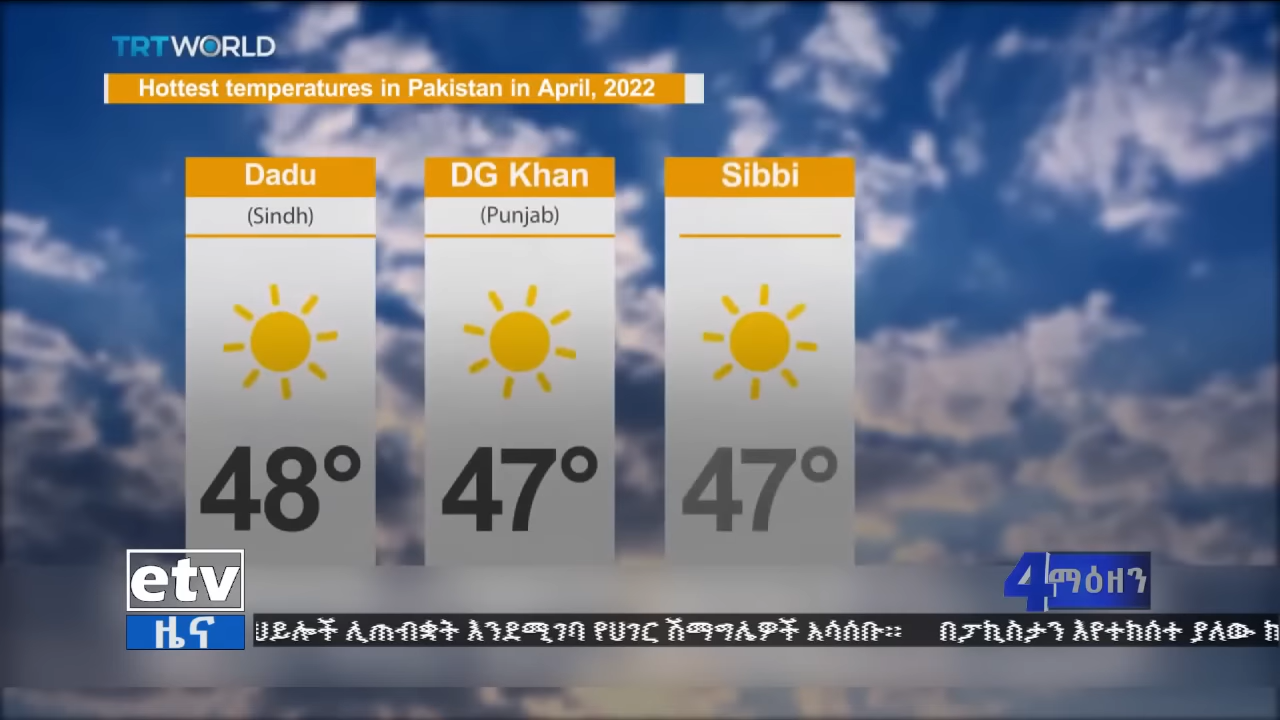 TRTWORLD
Hottest temperatures in Pakistan in April, 2022
Dadu
(Sindh)
48°
DG Khan
(Punjab)
47°
Sibbi
47°
etv
ዜና
4 ማዕዘን
ሀይሎች ሊጠብቋት እንደሚገባ የሀገር ሽማግሌዎች አሳሰቡ። በፓኪስታን እየተከሰተ ያለው